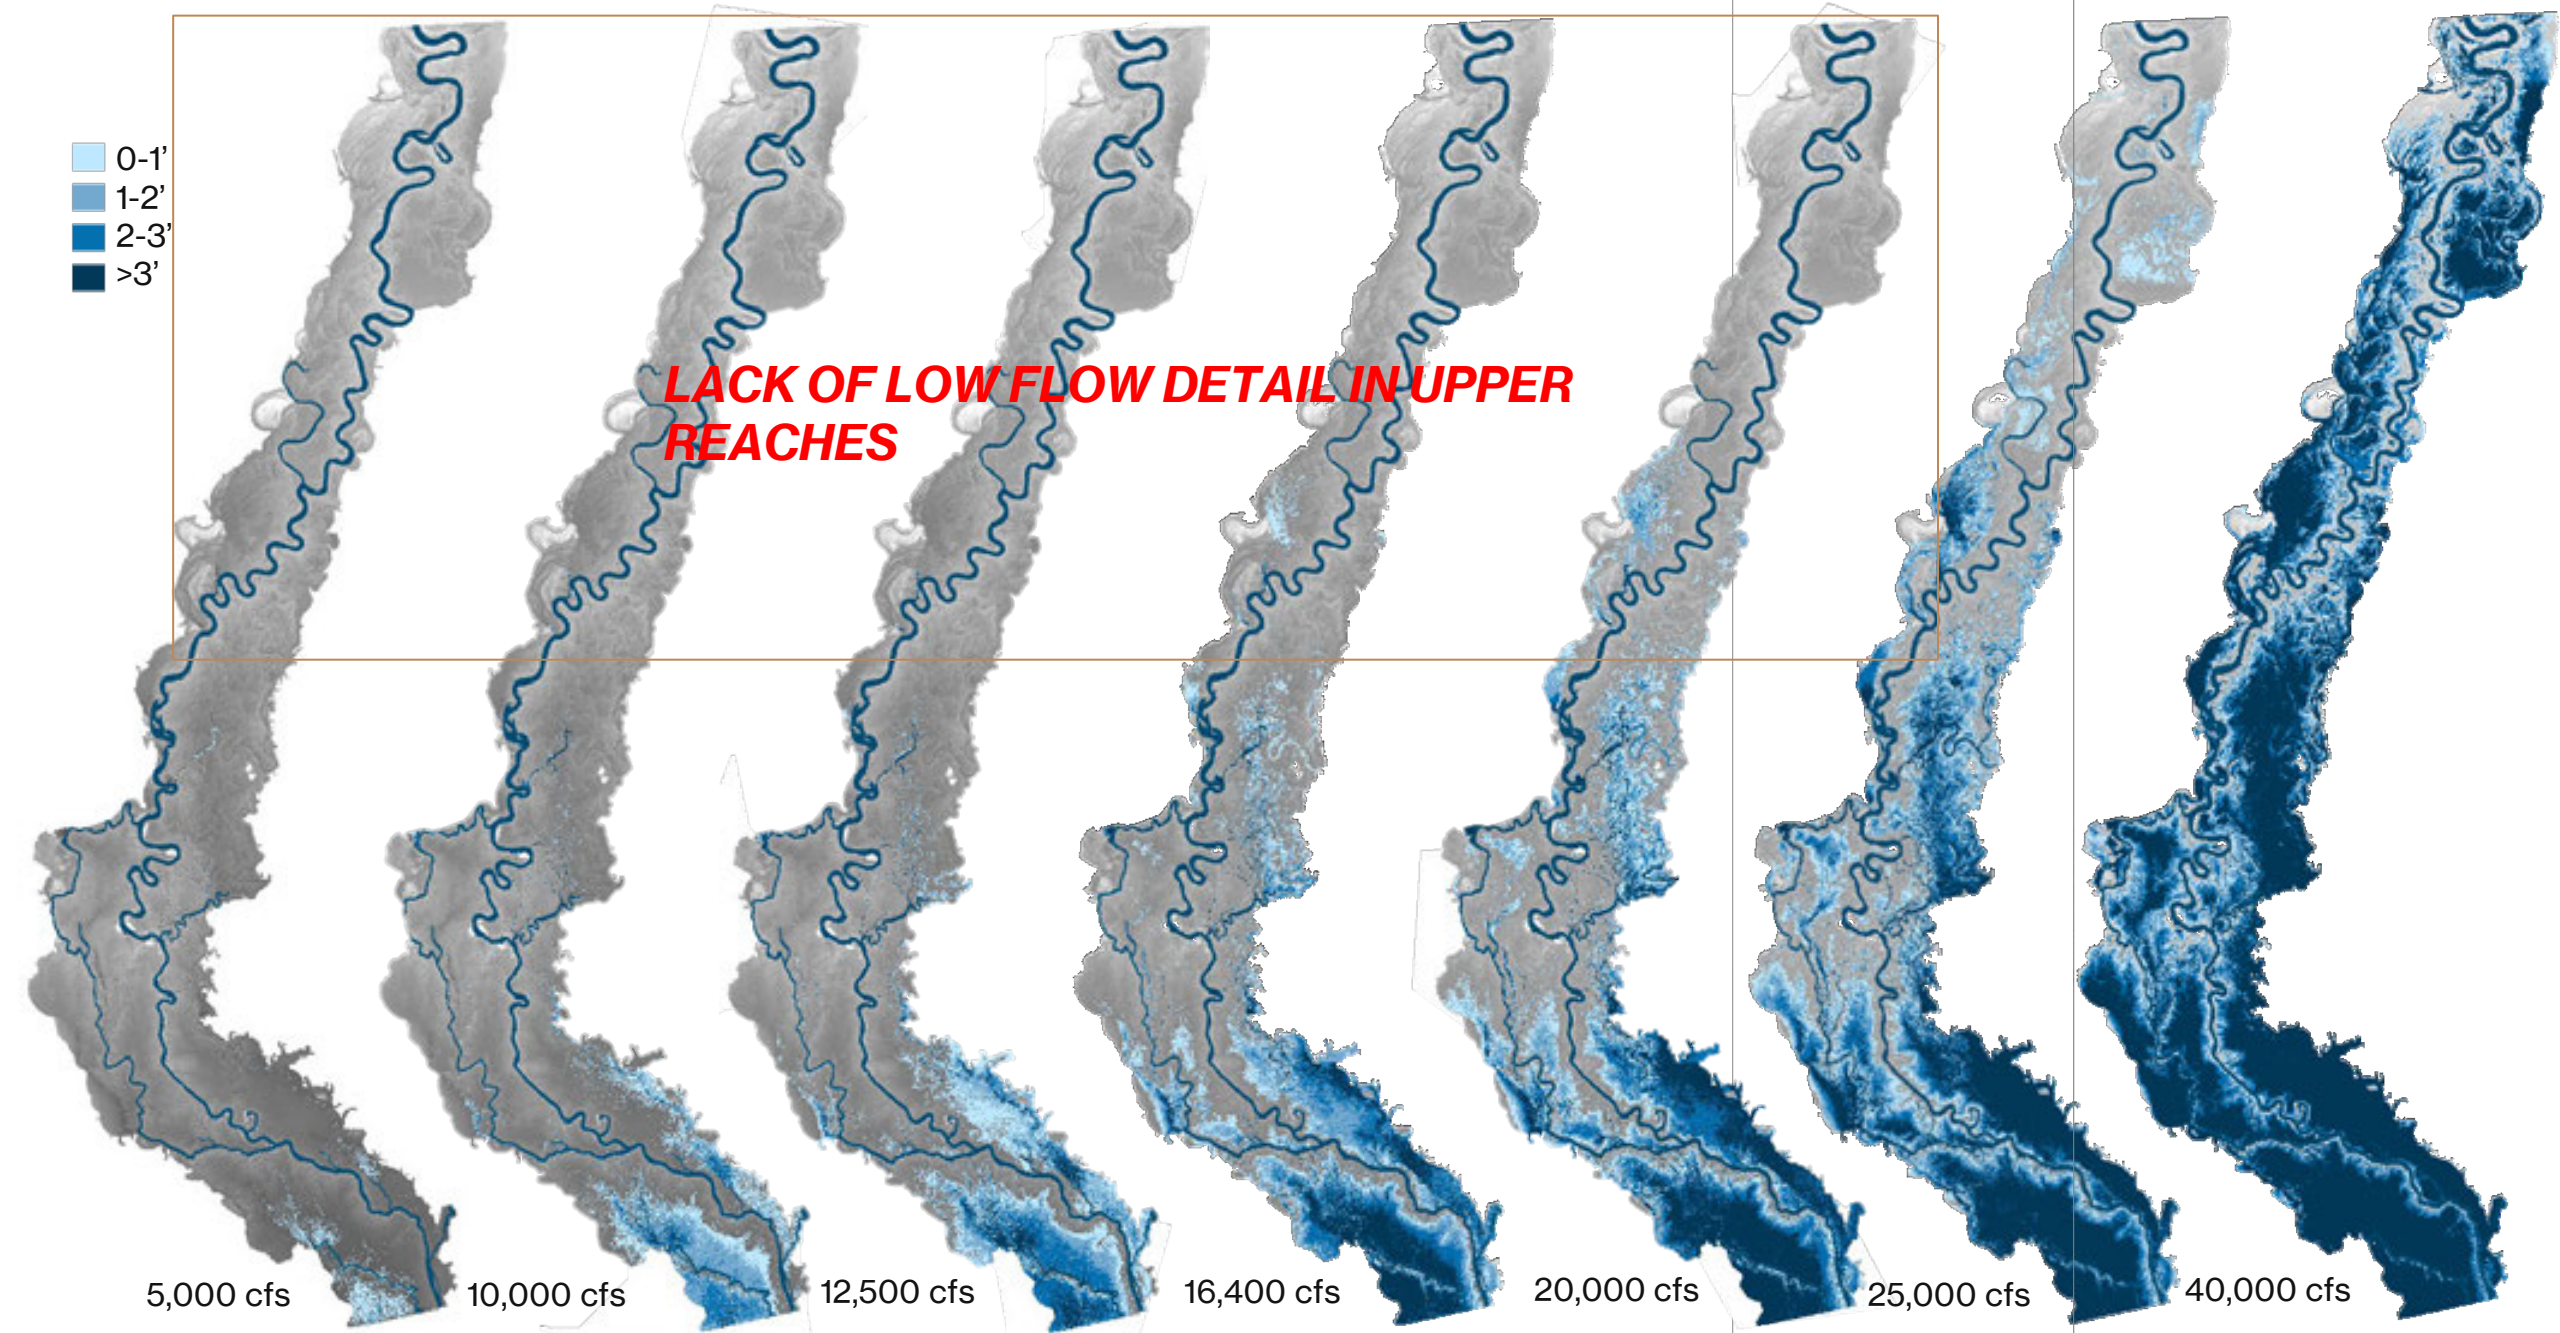 0-1’
1-2’
2-3’
>3’
LACK OF LOW FLOW DETAIL IN UPPER
REACHES
5,000 cfs
10,000 cfs
12,500 cfs
16,400 cfs
20,000 cfs
25,000 cfs
40,000 cfs